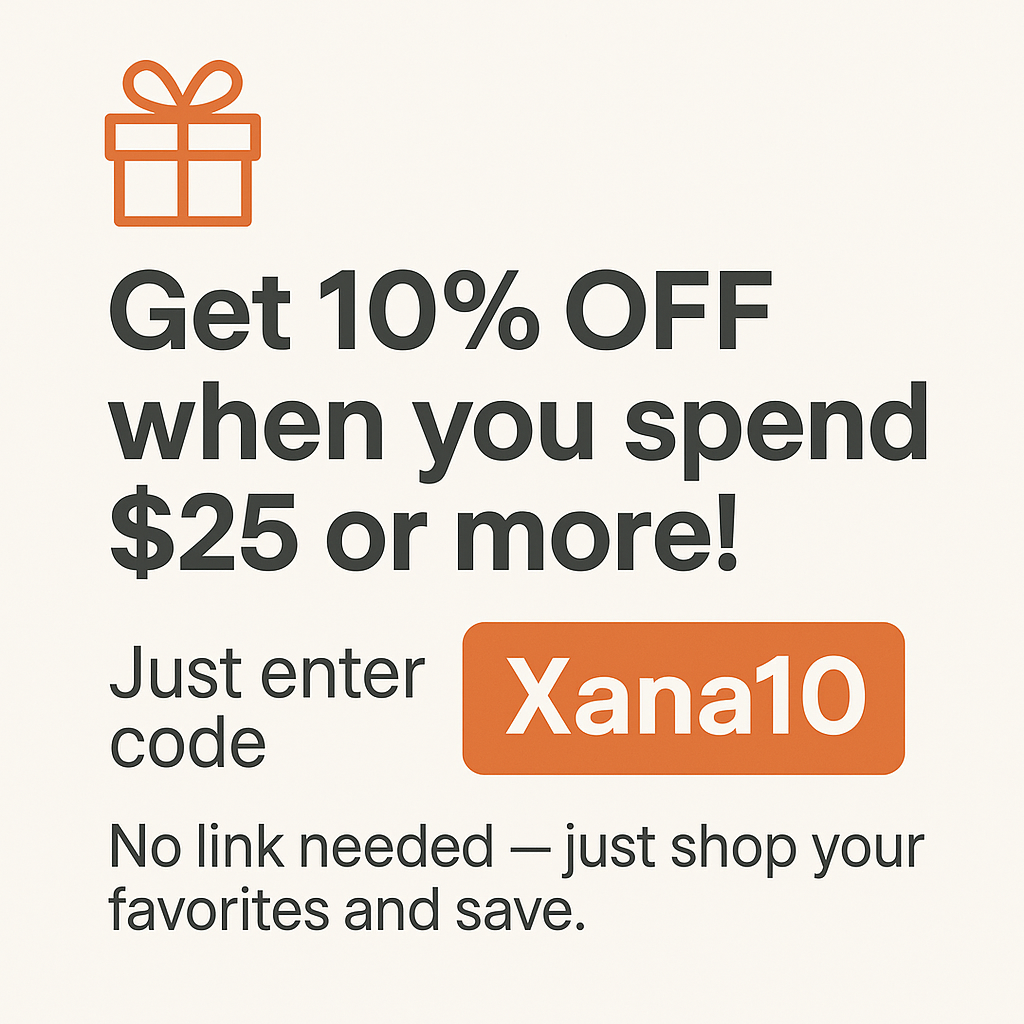 Get 10% OFF
when you spend
$25 or more!
Just enter
code
Xana10
No link needed — just shop your
favorites and save.